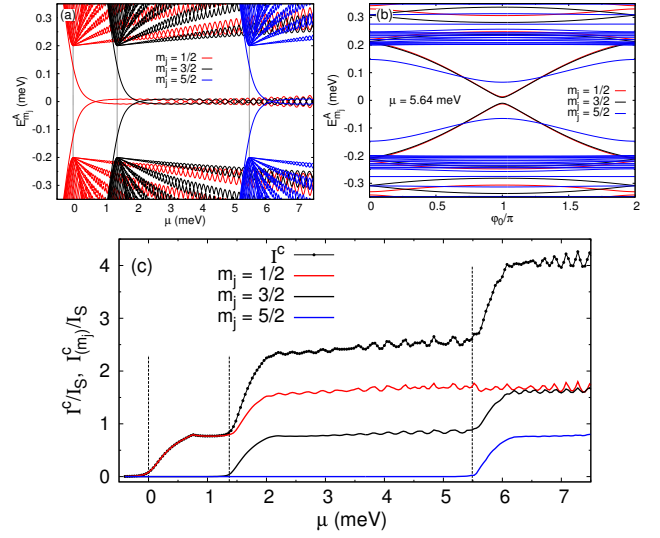 (a)
E^A_{m_j} (meV)
0.3
0.2
0.1
0
-0.1
-0.2
-0.3
m_j = 1/2
m_j = 3/2
m_j = 5/2
0 1 2 3 4 5 6 7
μ (meV)
(b)
E^A_{m_j} (meV)
0.3
0.2
0.1
0
-0.1
-0.2
-0.3
μ = 5.64 meV
m_j = 1/2
m_j = 3/2
m_j = 5/2
0 0.5 1 1.5 2
φ_0/π
(c)
I^c
m_j = 1/2
m_j = 3/2
m_j = 5/2
I^c/I_S, I^c_{(m_j)}/I_S
4
3
2
1
0
0 1 2 3 4 5 6 7
μ (meV)